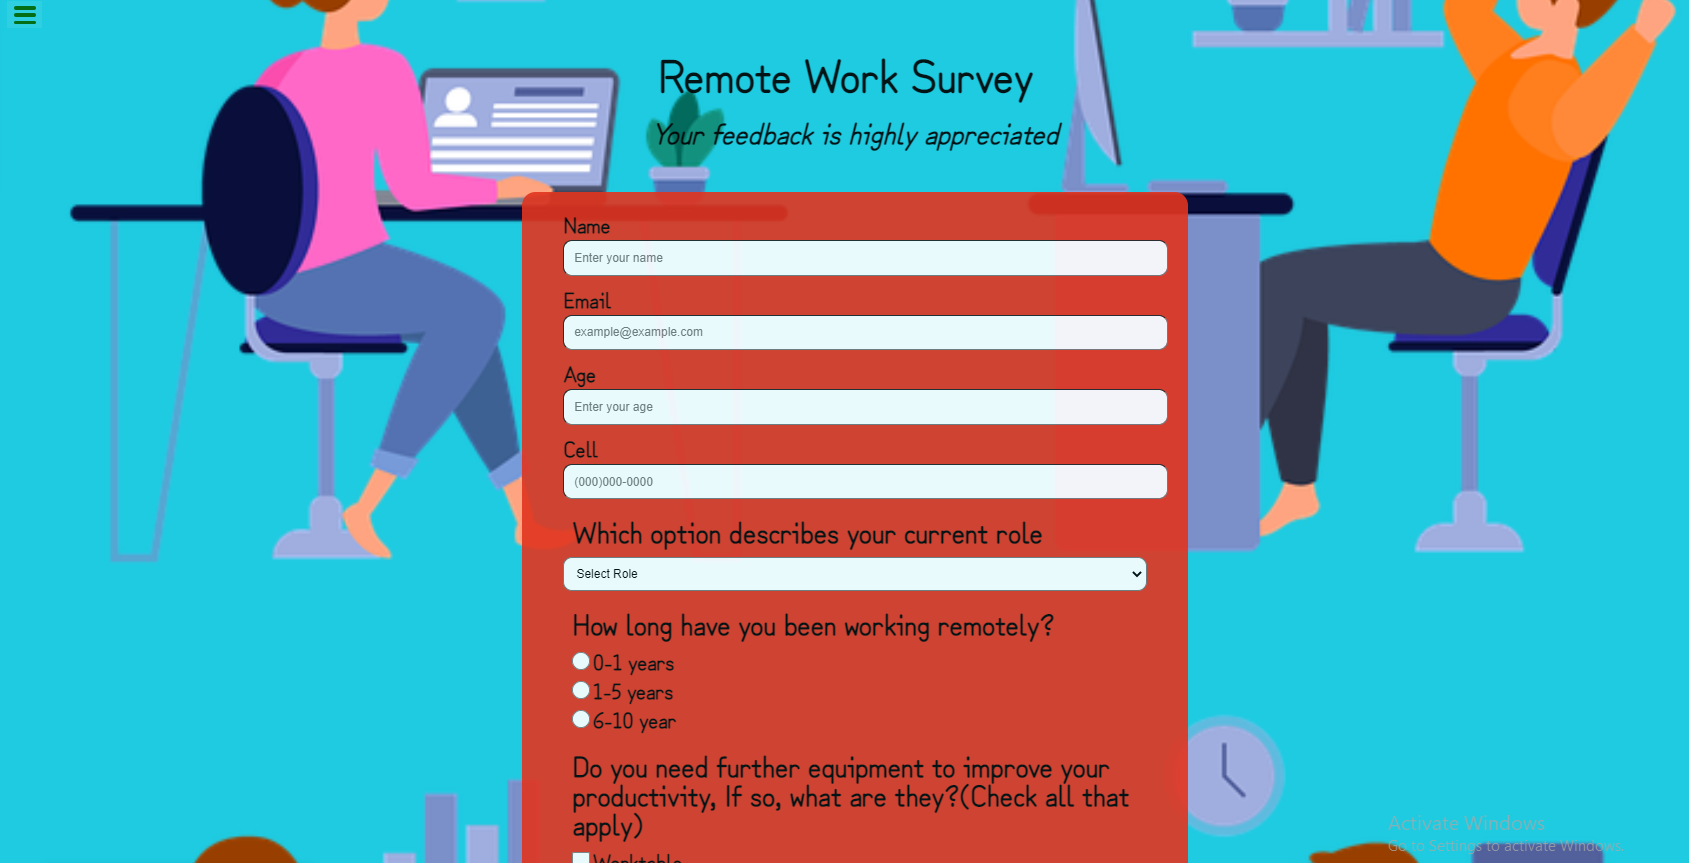 Remote Work Survey
Your feedback is highly appreciated
Name
Enter your name
Email
example@example.com
Age
Enter your age
Cell
(000)000-0000
Which option describes your current role
Select Role
How long have you been working remotely?
0-1 years
1-5 years
6-10 year
Do you need further equipment to improve your
productivity, If so, what are they?(Check all that
apply)
Worktable
Activate Windows
Go to Settings to activate Windows.